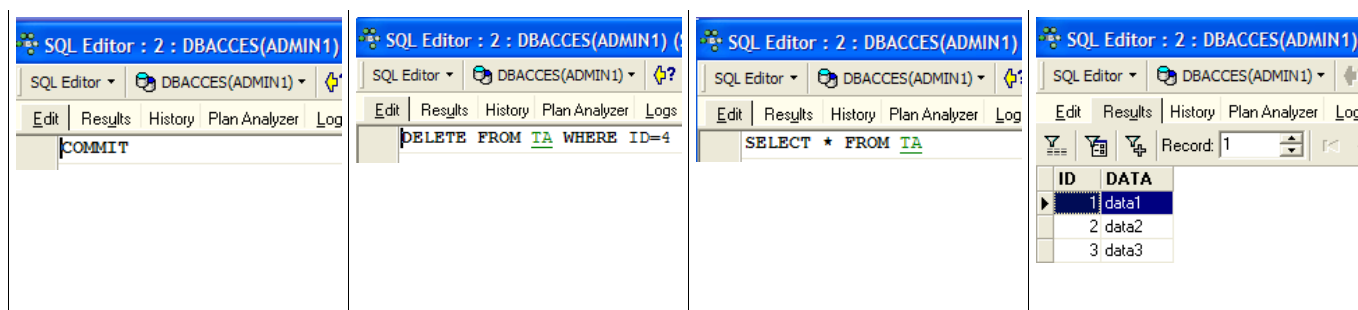 SQL Editor : 2 : DBACCES(ADMIN1)
SQL Editor DBACCES(ADMIN1)
Edit Results History Plan Analyzer Log
COMMIT
SQL Editor : 2 : DBACCES(ADMIN1) (
SQL Editor DBACCES(ADMIN1) ?
Edit Results History Plan Analyzer Logs
DELETE FROM TA WHERE ID=4
SQL Editor : 2 : DBACCES(ADMIN1)
SQL Editor DBACCES(ADMIN1)
Edit Results History Plan Analyzer Log
SELECT * FROM TA
SQL Editor : 2 : DBACCES(ADMIN1)
SQL Editor DBACCES(ADMIN1)
Edit Results History Plan Analyzer Log
Record: 1
ID DATA
1 data1
2 data2
3 data3